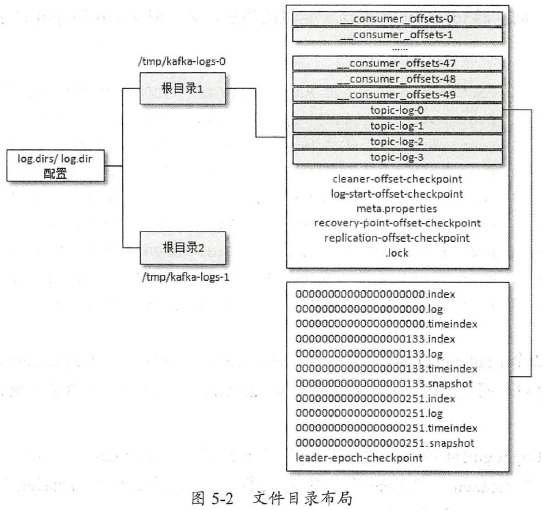 log.dirs/ log.dir
配置
/tmp/kafka-logs-0
根目录1
根目录2
/tmp/kafka-logs-1
__consumer_offsets-0
__consumer_offsets-1
......
__consumer_offsets-47
__consumer_offsets-48
__consumer_offsets-49
topic-log-0
topic-log-1
topic-log-2
topic-log-3
cleaner-offset-checkpoint
log-start-offset-checkpoint
meta.properties
recovery-point-offset-checkpoint
replication-offset-checkpoint
.lock
00000000000000000000.index
00000000000000000000.log
00000000000000000000.timeindex
00000000000000000133.index
00000000000000000133.log
00000000000000000133.timeindex
00000000000000000133.snapshot
00000000000000000251.index
00000000000000000251.log
00000000000000000251.timeindex
00000000000000000251.snapshot
leader-epoch-checkpoint
图 5-2 文件目录布局